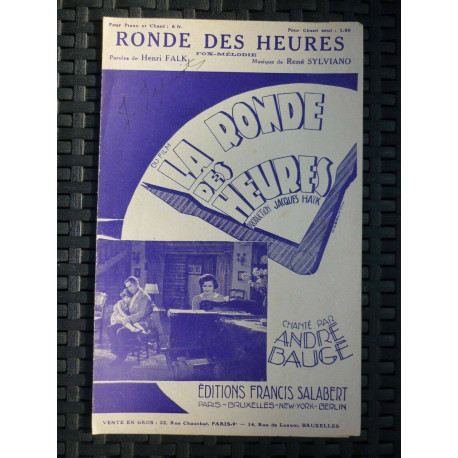 Pour Piano et Chant : 6 fr.
Pour Chant seul : 1.50
RONDE DES HEURES
FOX-MÉLODIE
Paroles de Henri FALK
Musique de René SYLVIANO
DU FILM
LA RONDE
DES
HEURES
PRODUCTION JACQUES HAÏK
CHANTÉ PAR
ANDRÉ
BAUGÉ
ÉDITIONS FRANCIS SALABERT
PARIS-BRUXELLES-NEW-YORK-BERLIN
VENTE EN GROS : 22, Rue Chauchat, PARIS-9e - 14, Rue de Loxum, BRUXELLES